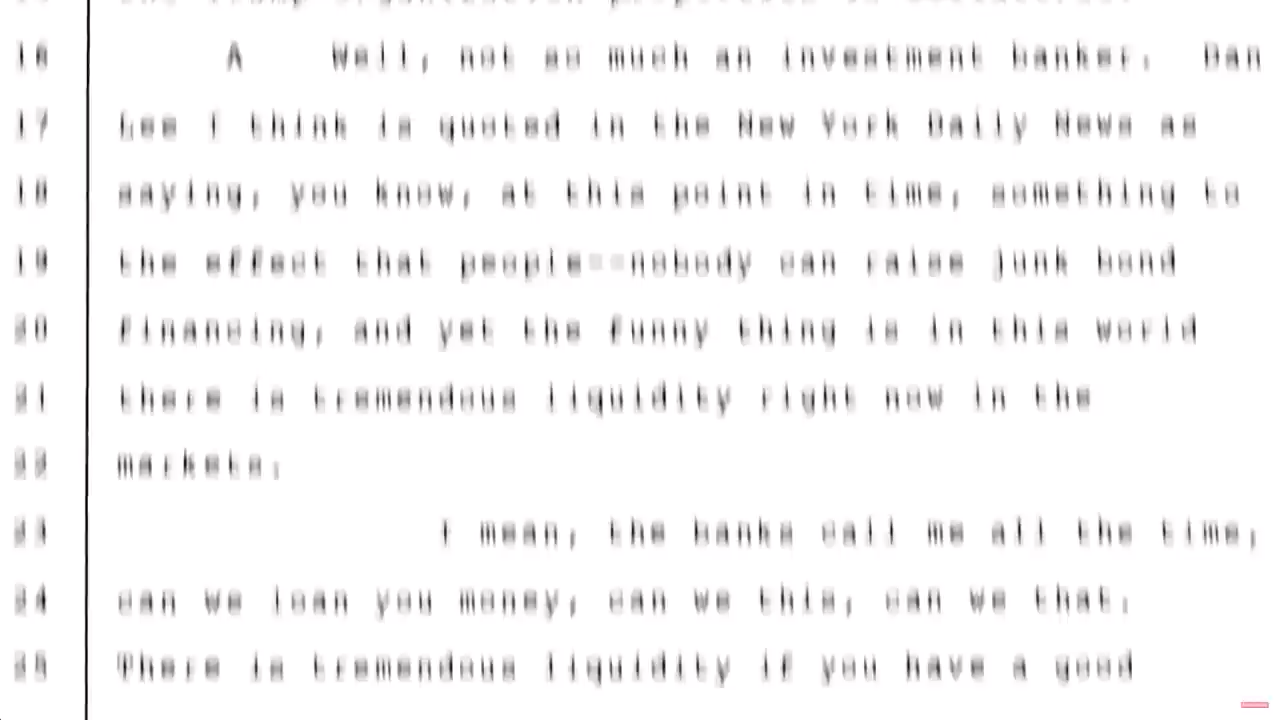 16 A Well, not so much an investment banker. Dan
17 Lee I think is quoted in the New York Daily News as
18 saying, you know, at this point in time, something to
19 the effect that people--nobody can raise junk bond
20 financing, and yet the funny thing is in this world
21 there is tremendous liquidity right now in the
22 markets.
23 I mean, the banks call me all the time,
24 can we loan you money, can we this, can we that.
25 There is tremendous liquidity if you have a good